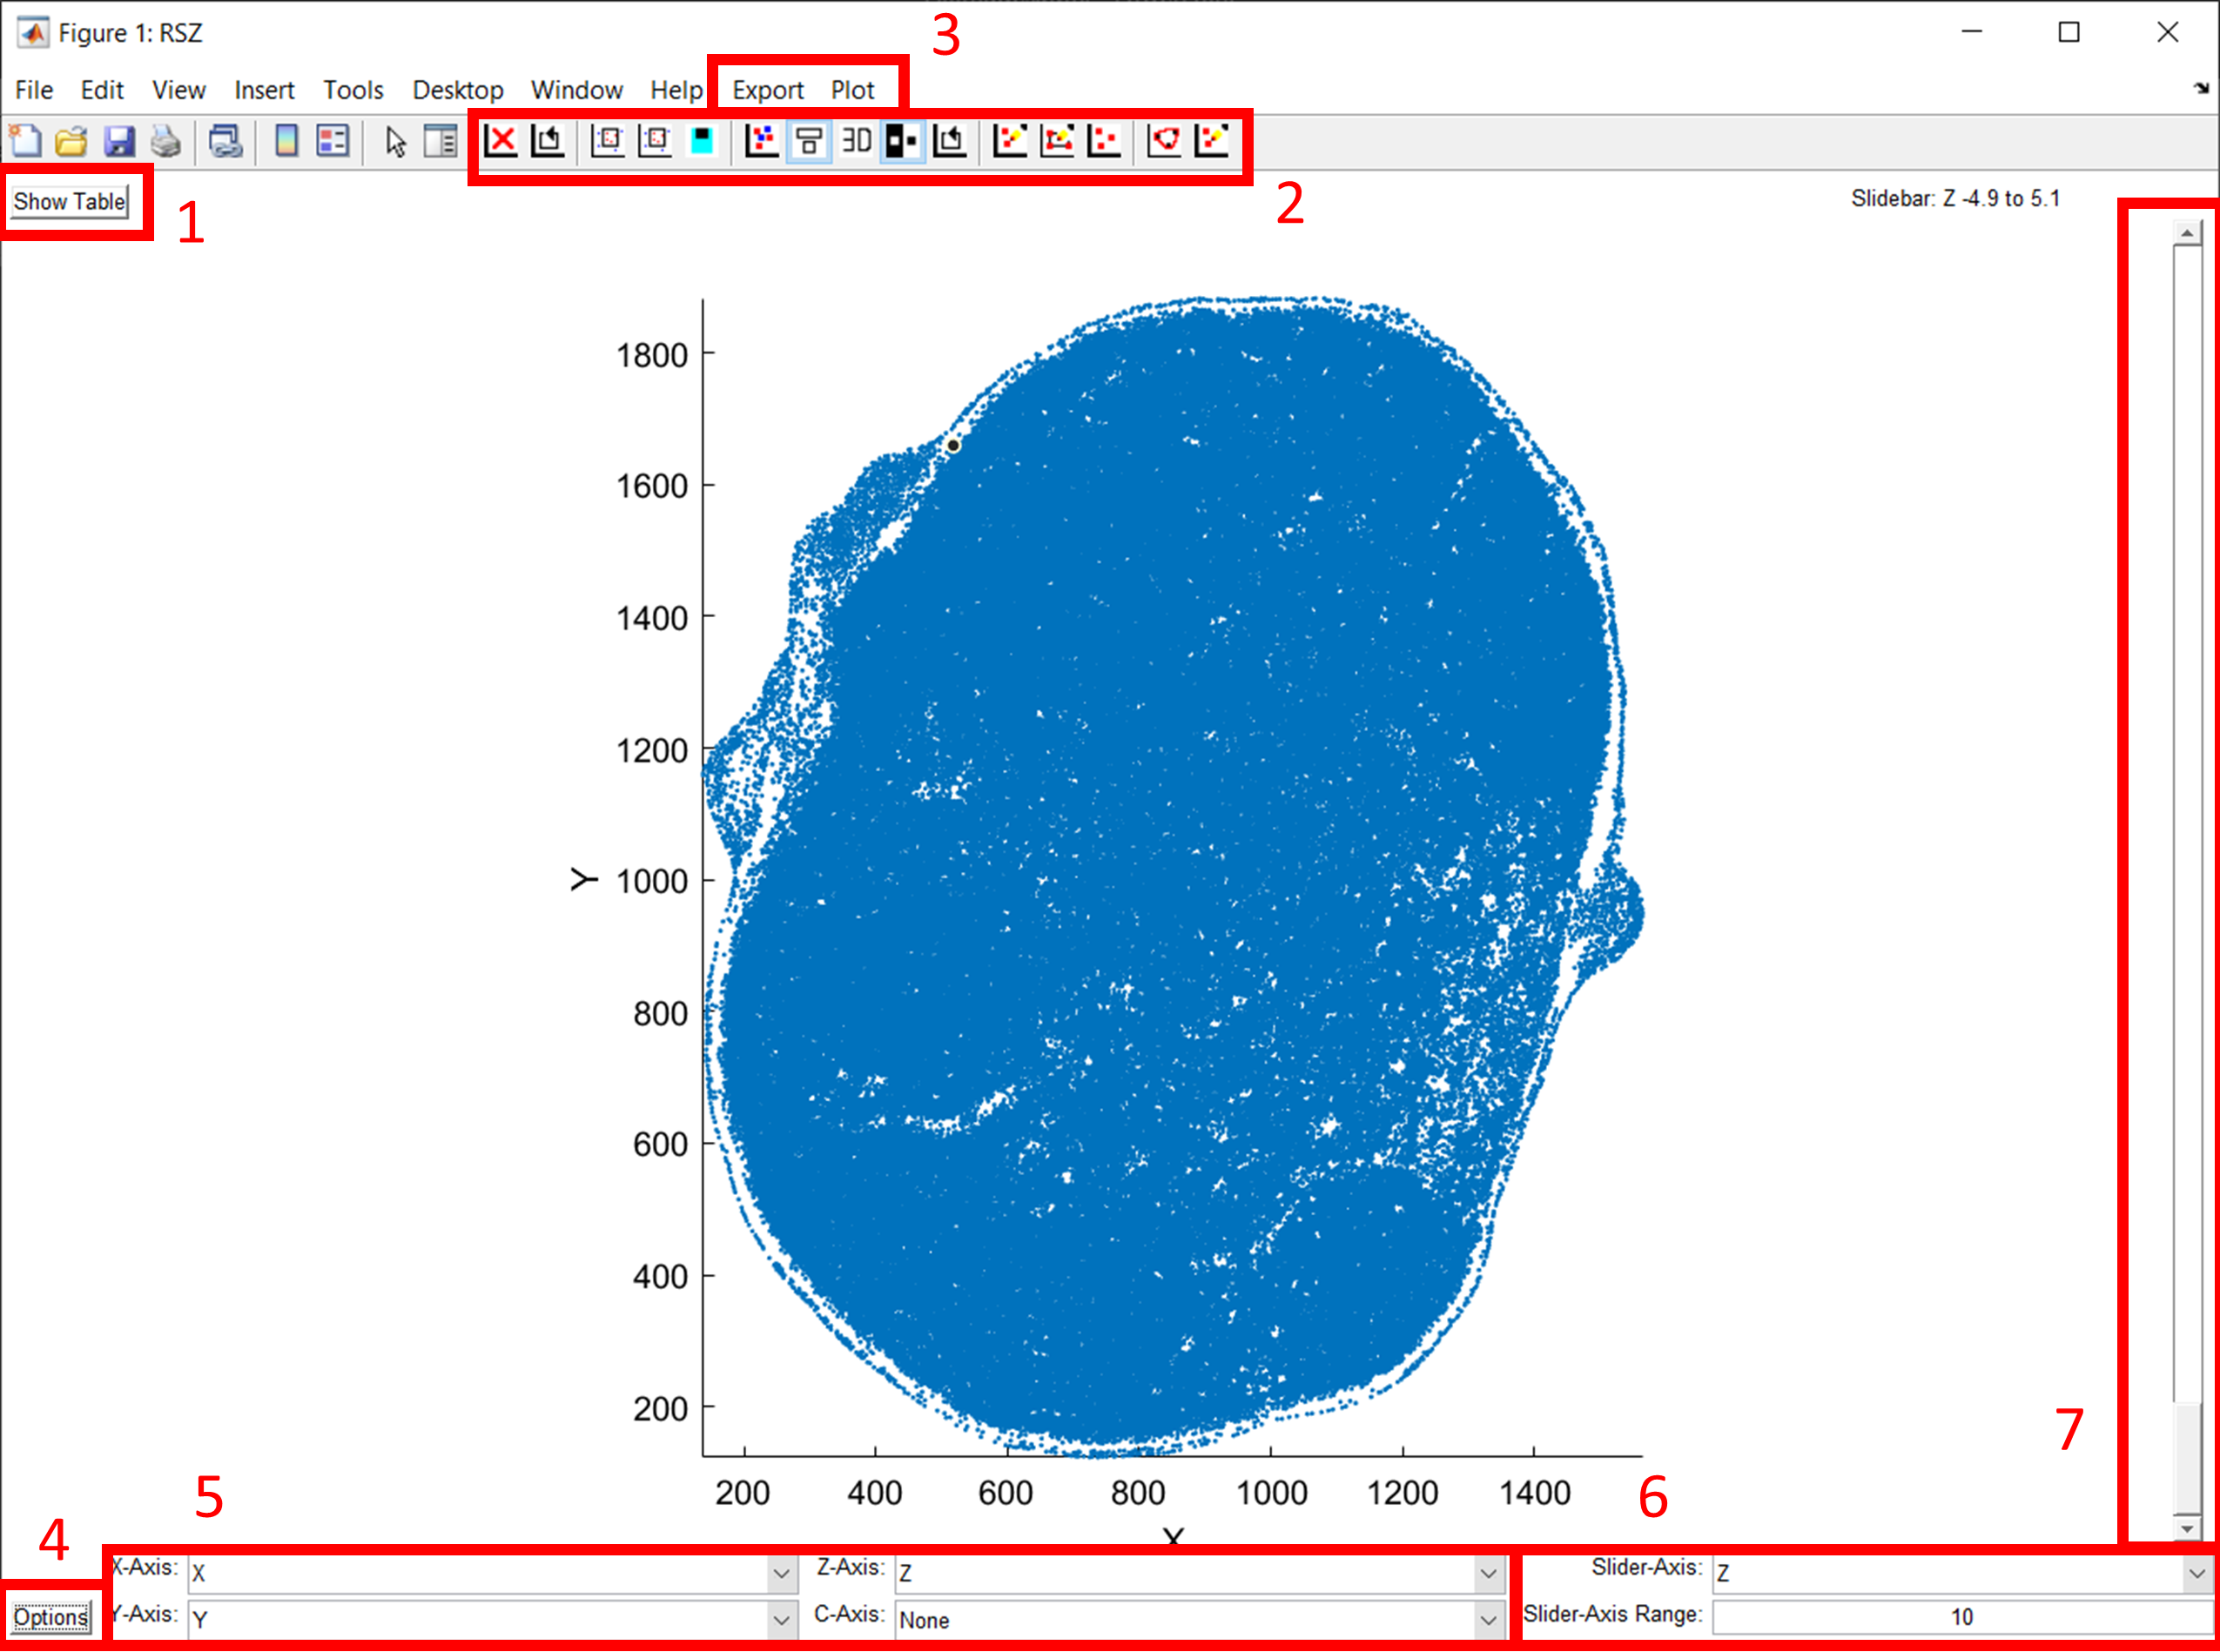 Figure 1: RSZ
3
File Edit View Insert Tools Desktop Window Help Export Plot
3D
Show Table
1
2
Slidebar: Z -4.9 to 5.1
1800
1600
1400
1200
Y 1000
800
600
400
200
7
200 400 600 800 1000 1200 1400
X
5
6
4
X-Axis: X Z-Axis: Z Slider-Axis: Z
Options Y-Axis: Y C-Axis: None Slider-Axis Range: 10